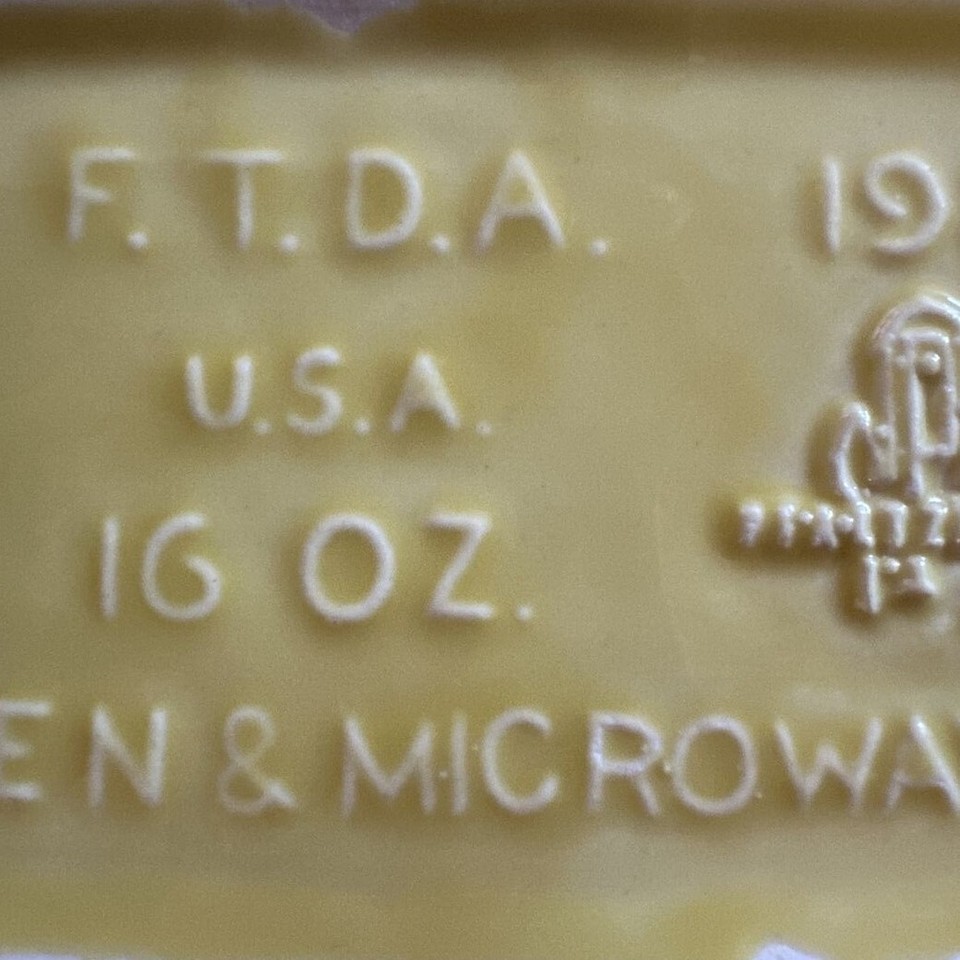 F.T.D.A. 19
U.S.A.
16 OZ.
EN & MICROWA